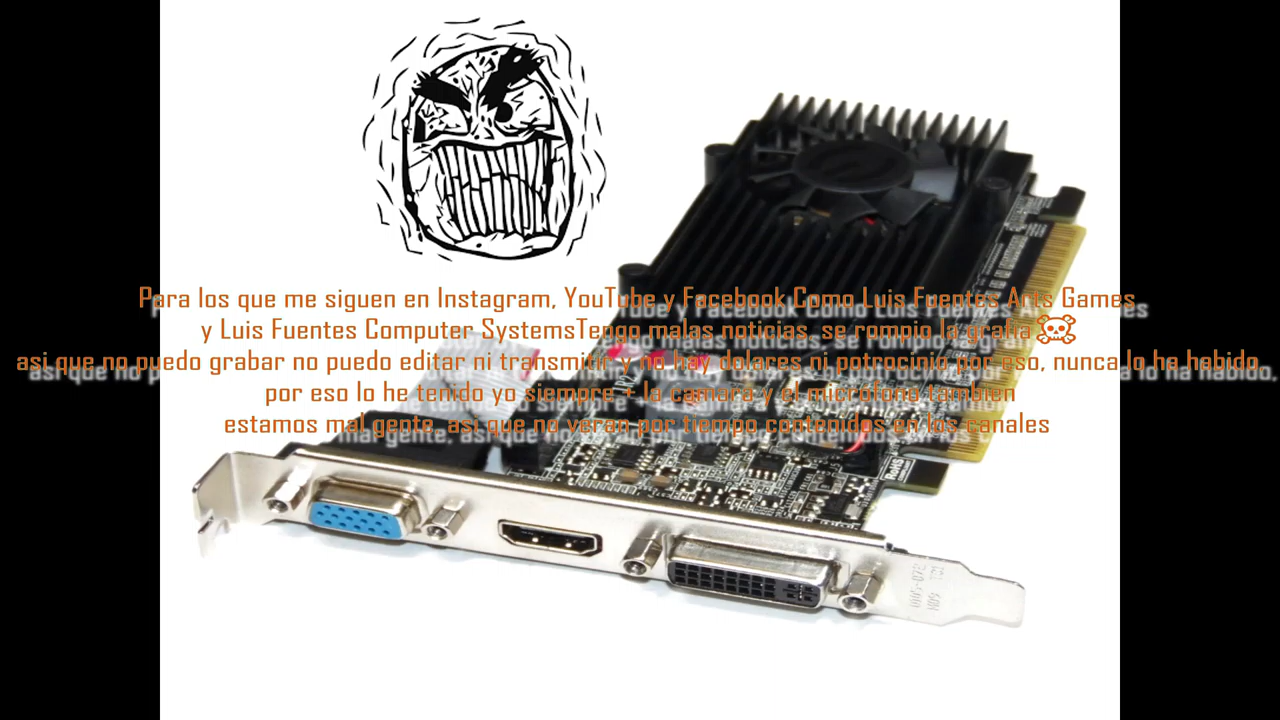 Para los que me siguen en Instagram, YouTube y Facebook Como Luis Fuentes Arts Games
y Luis Fuentes Computer SystemsTengo malas noticias, se rompio la grafia ☠
asi que no puedo grabar no puedo editar ni transmitir y no hay dolares ni potrocinio por eso, nunca lo he habido,
por eso lo he tenido yo siempre + la camara y el micrófono tambien
estamos mal gente, asi que no veran por tiempo contenidos en los canales
RoHS